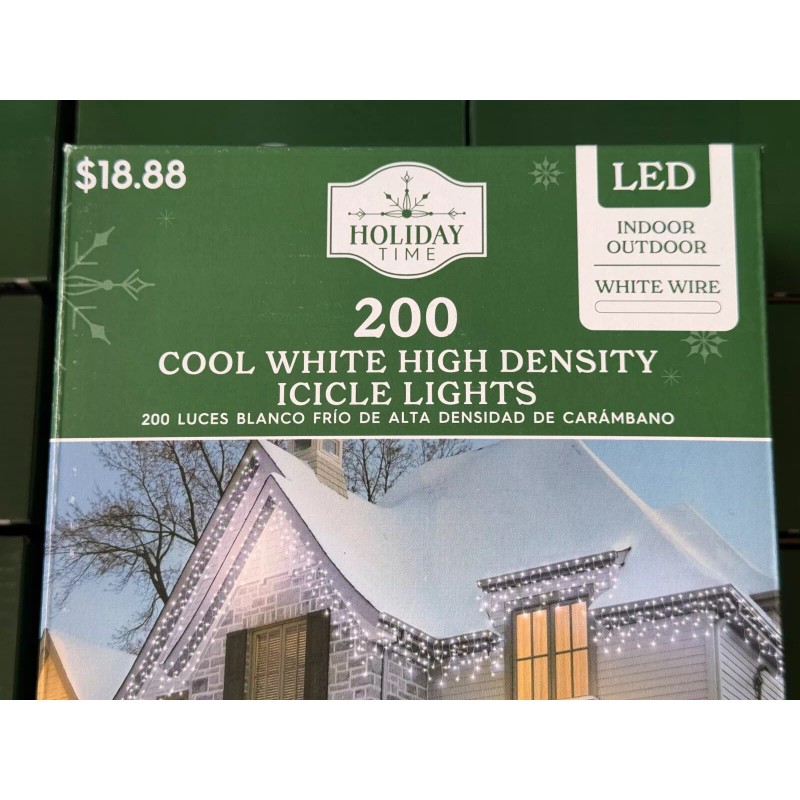 $18.88
HOLIDAY
TIME
LED
INDOOR
OUTDOOR
WHITE WIRE
200
COOL WHITE HIGH DENSITY
ICICLE LIGHTS
200 LUCES BLANCO FRÍO DE ALTA DENSIDAD DE CARÁMBANO